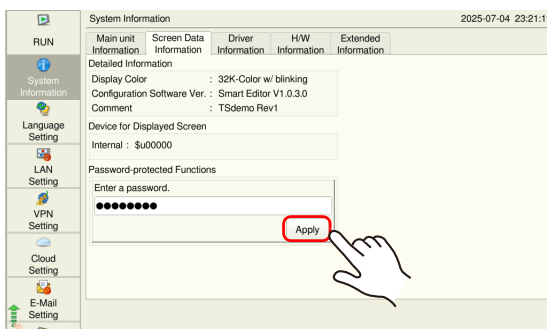 System Information
2025-07-04 23:21:19
RUN
System
Information
Language
Setting
LAN
Setting
VPN
Setting
Cloud
Setting
E-Mail
Setting
Main unit
Information
Screen Data
Information
Driver
Information
H/W
Information
Extended
Information
Detailed Information
Display Color : 32K-Color w/ blinking
Configuration Software Ver. : Smart Editor V1.0.3.0
Comment : TSdemo Rev1
Device for Displayed Screen
Internal : $u00000
Password-protected Functions
Enter a password.
●●●●●●●●
Apply